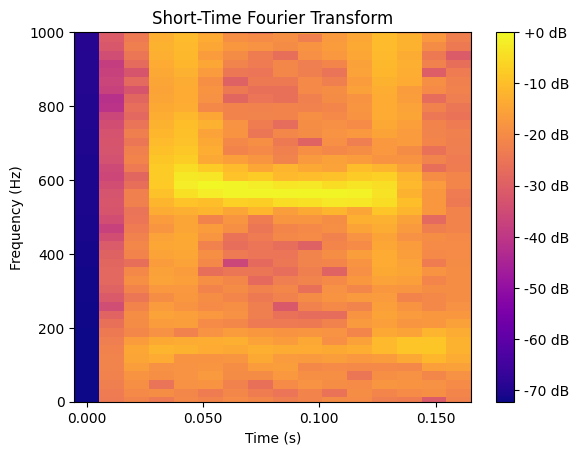 Short-Time Fourier Transform
1000
800
600
400
200
0
Frequency (Hz)
0.000
0.050
0.100
0.150
Time (s)
+0 dB
-10 dB
-20 dB
-30 dB
-40 dB
-50 dB
-60 dB
-70 dB